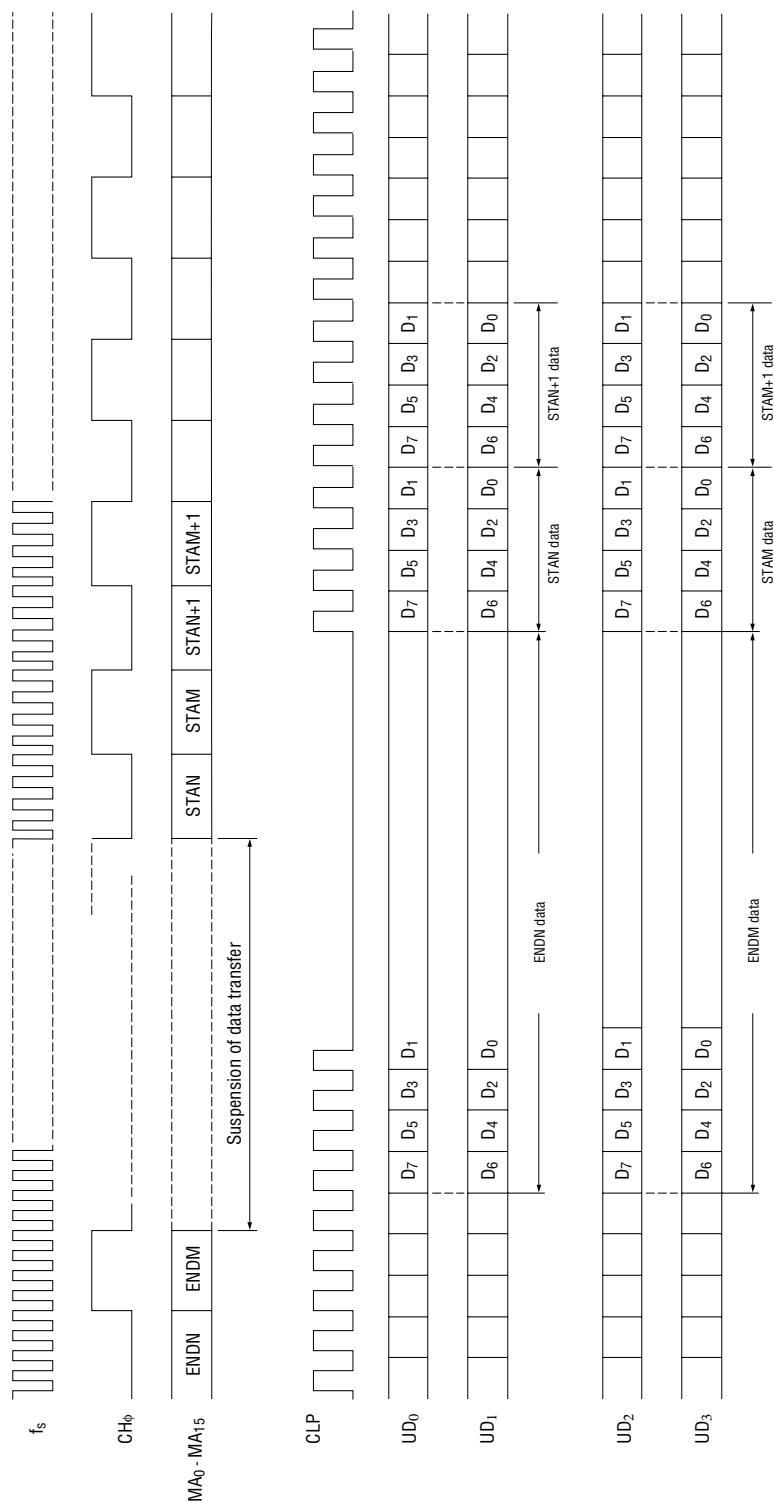 fs
CHϕ
MA0 - MA15
ENDN ENDM STAN STAM STAN+1 STAM+1
Suspension of data transfer
CLP
UD0
D7 D5 D3 D1 D7 D5 D3 D1 D7 D5 D3 D1
UD1
D6 D4 D2 D0 D6 D4 D2 D0 D6 D4 D2 D0
ENDN data STAN data STAN+1 data
UD2
D7 D5 D3 D1 D7 D5 D3 D1 D7 D5 D3 D1
UD3
D6 D4 D2 D0 D6 D4 D2 D0 D6 D4 D2 D0
ENDM data STAM data STAM+1 data